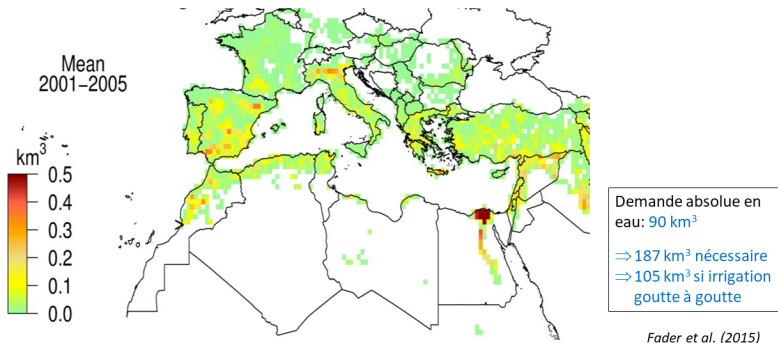 Mean
2001−2005
km³
0.5
0.4
0.3
0.2
0.1
0.0
Demande absolue en
eau: 90 km³
⇒187 km³ nécessaire
⇒105 km³ si irrigation
goutte à goutte
Fader et al. (2015)